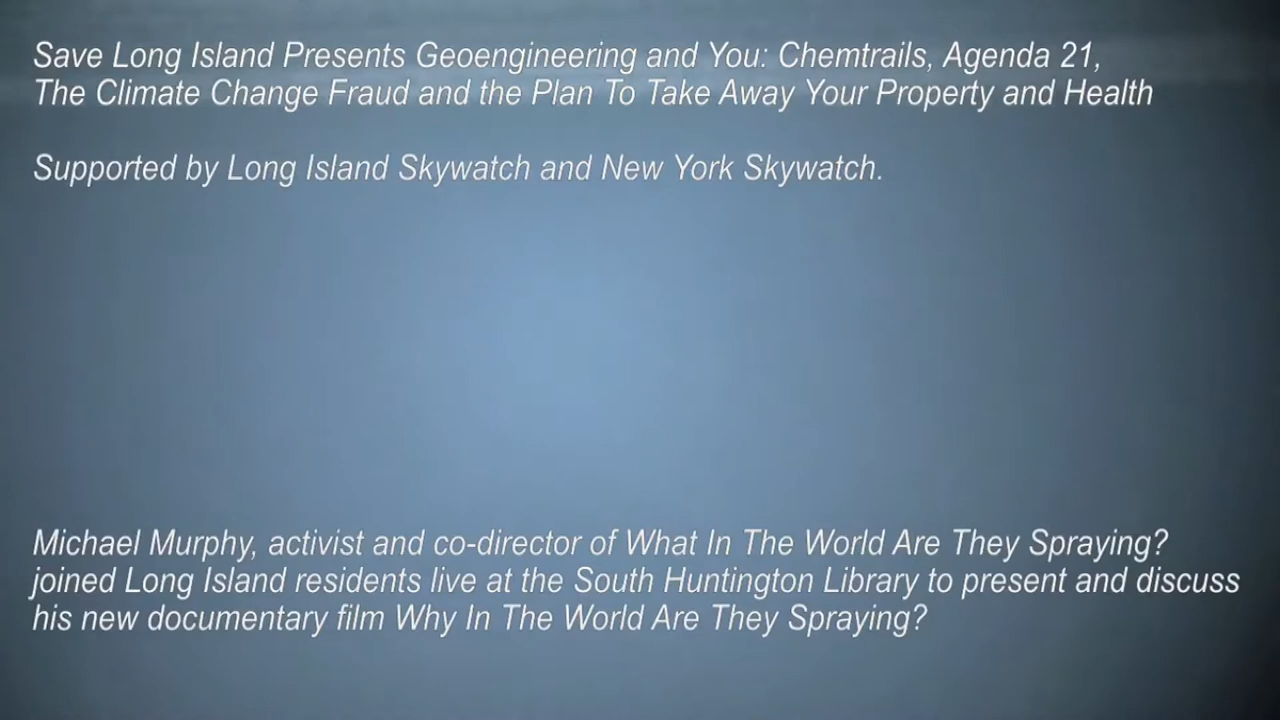 Save Long Island Presents Geoengineering and You: Chemtrails, Agenda 21,
The Climate Change Fraud and the Plan To Take Away Your Property and Health
Supported by Long Island Skywatch and New York Skywatch.
Michael Murphy, activist and co-director of What In The World Are They Spraying?
joined Long Island residents live at the South Huntington Library to present and discuss
his new documentary film Why In The World Are They Spraying?